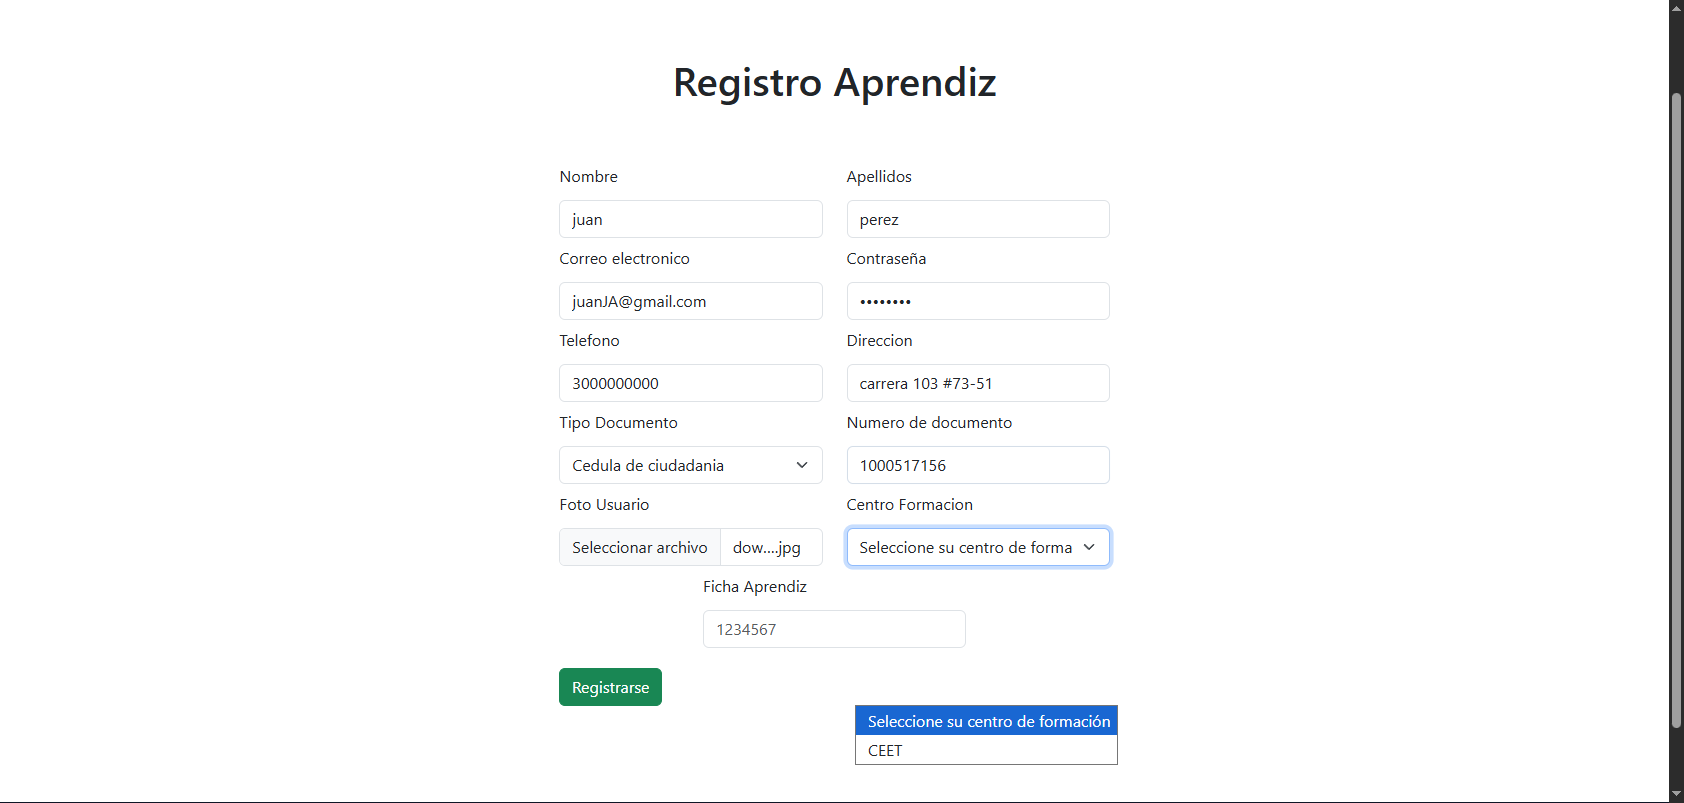 Registro Aprendiz
Nombre
Apellidos
juan
perez
Correo electronico
Contraseña
juanJA@gmail.com
••••••••
Telefono
Direccion
3000000000
carrera 103 #73-51
Tipo Documento
Numero de documento
Cedula de ciudadania
1000517156
Foto Usuario
Centro Formacion
Seleccionar archivo
dow....jpg
Seleccione su centro de forma
Ficha Aprendiz
1234567
Registrarse
Seleccione su centro de formación
CEET